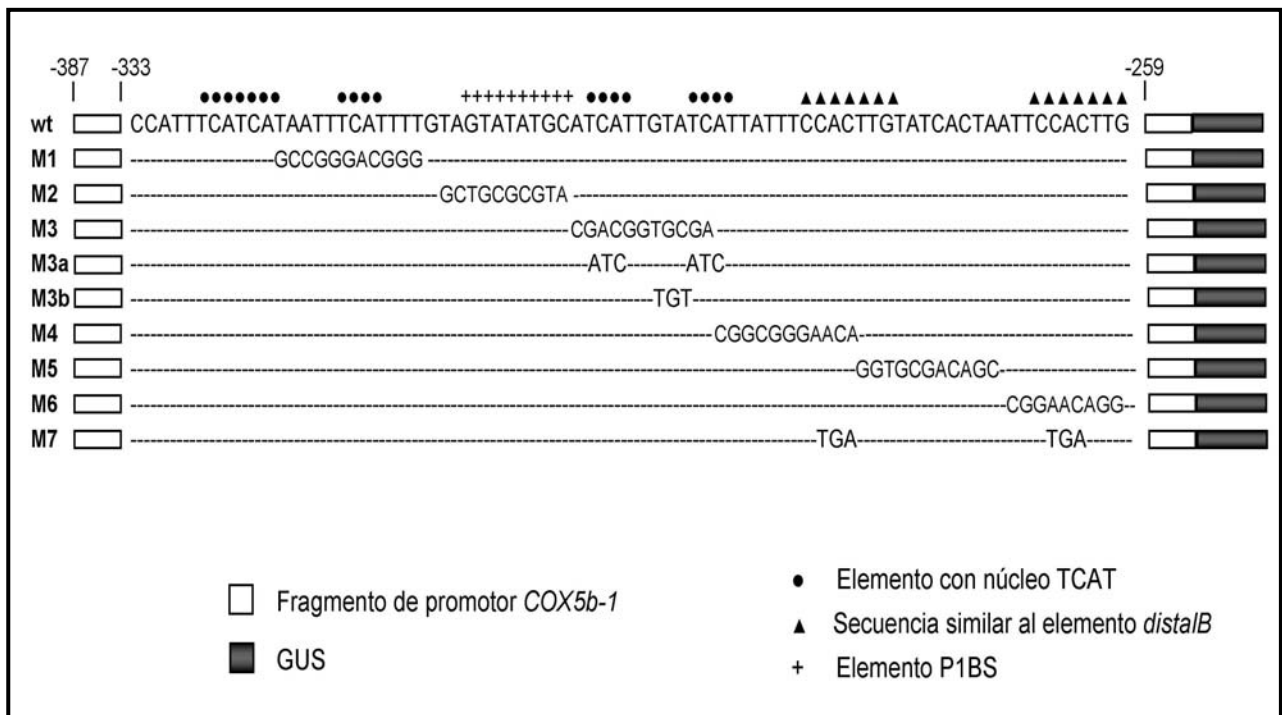 -387 -333 -259
●●●●●●● ●●●● ++++++++++ ●●●● ●●●● ▲▲▲▲▲▲▲ ▲▲▲▲▲▲▲
wt CCATTTCATCATAATTTCATTTTGTAGTATATGCATCATTGTATCATTATTTCCACTTGTATCACTAATTCCACTTG
M1 GCCGGGACGGG
M2 GCTGCGCGTA
M3 CGACGGTGCGA
M3a ATC ATC
M3b TGT
M4 CGGCGGGAACA
M5 GGTGCGACAGC
M6 CGGAACAGG
M7 TGA TGA
Fragmento de promotor COX5b-1
GUS
● Elemento con núcleo TCAT
▲ Secuencia similar al elemento distalB
+ Elemento P1BS